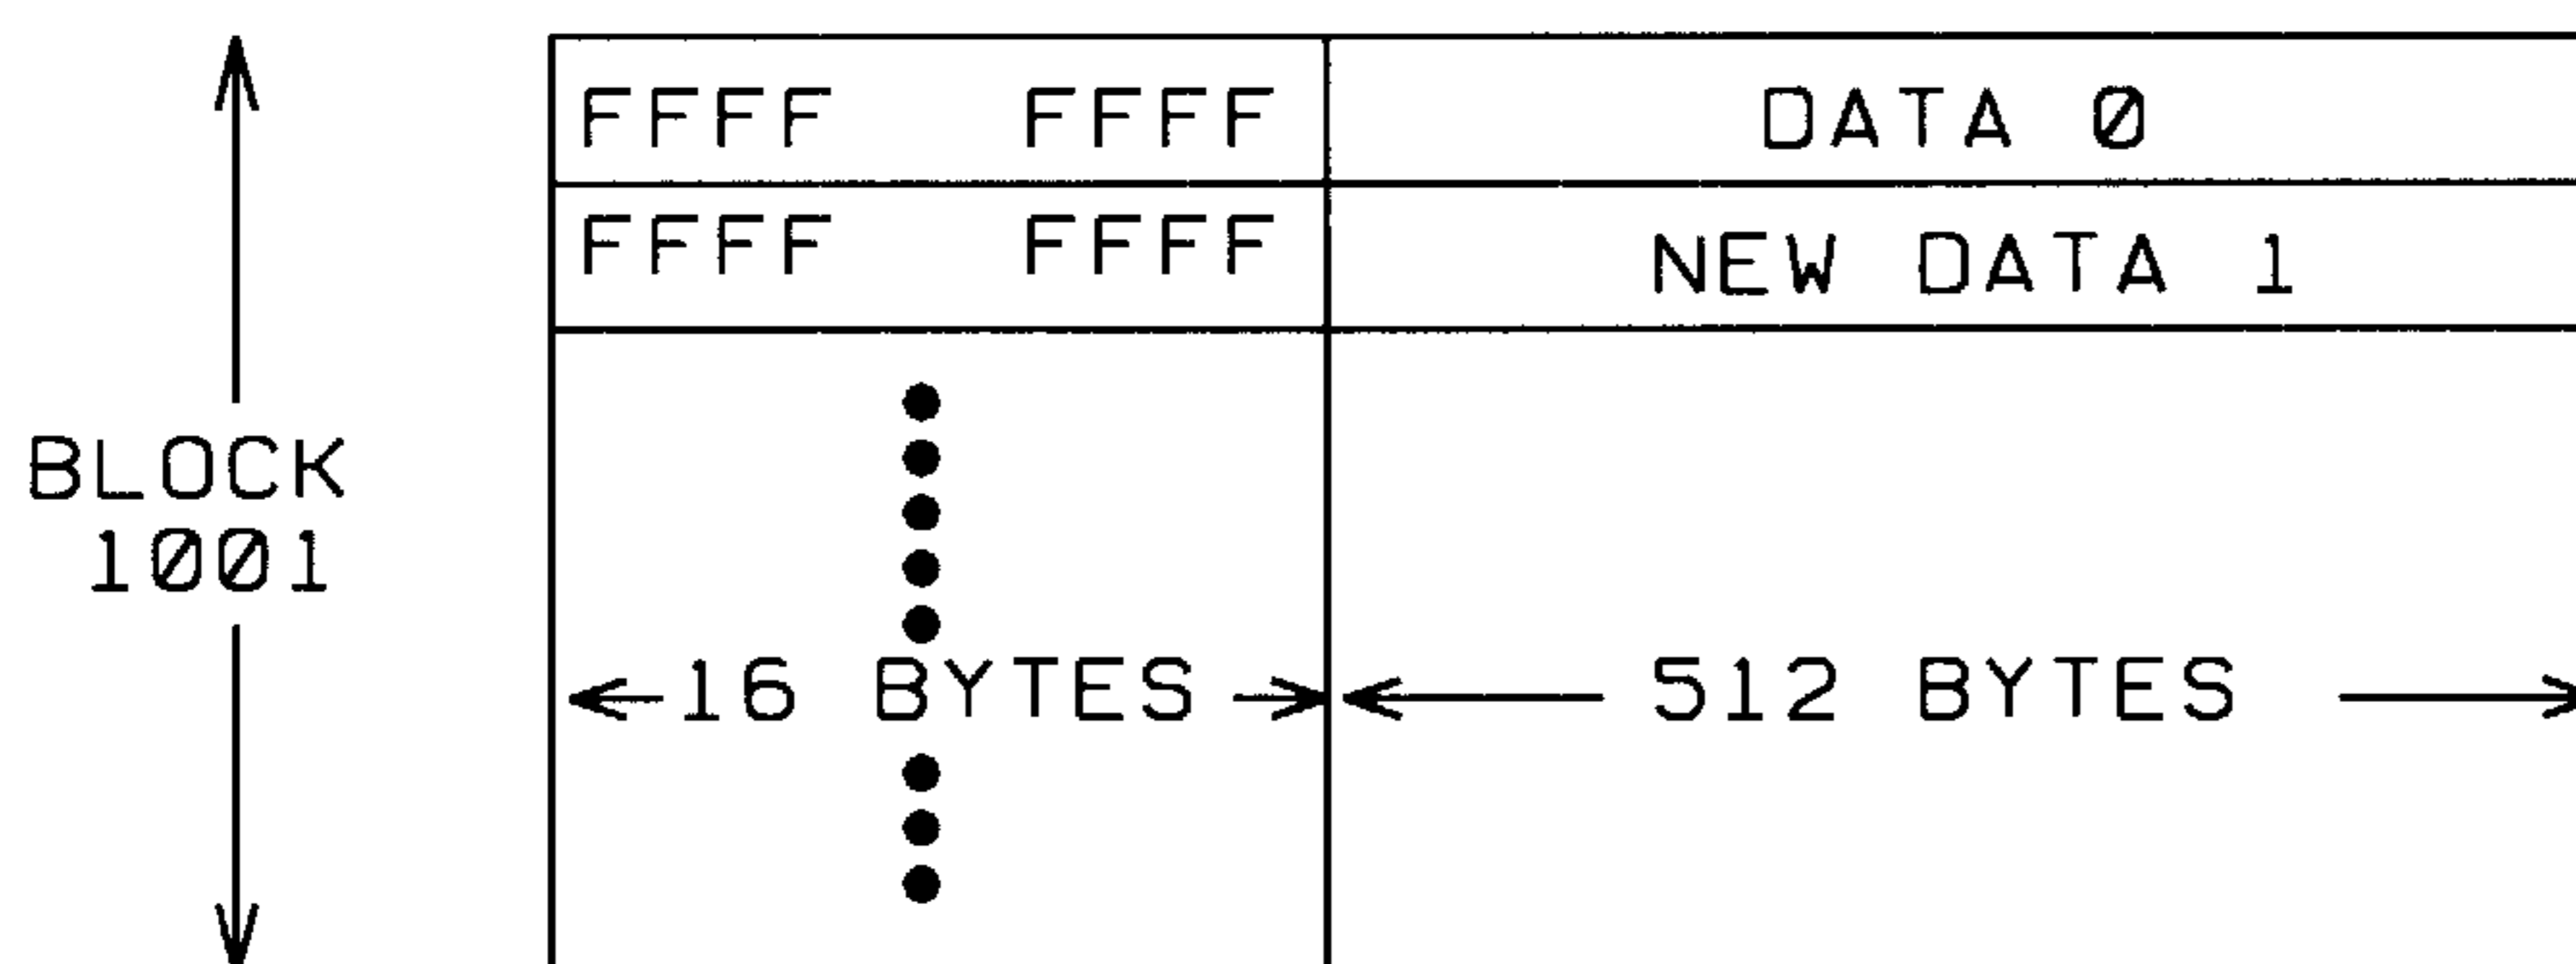 FFFF FFFF DATA 0
FFFF FFFF NEW DATA 1
BLOCK
1001
16 BYTES 512 BYTES